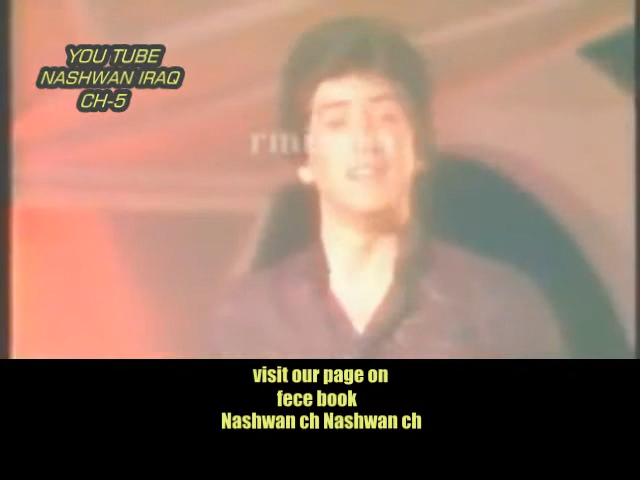 YOU TUBE
NASHWAN IRAQ
CH-5
visit our page on
fece book
Nashwan ch Nashwan ch